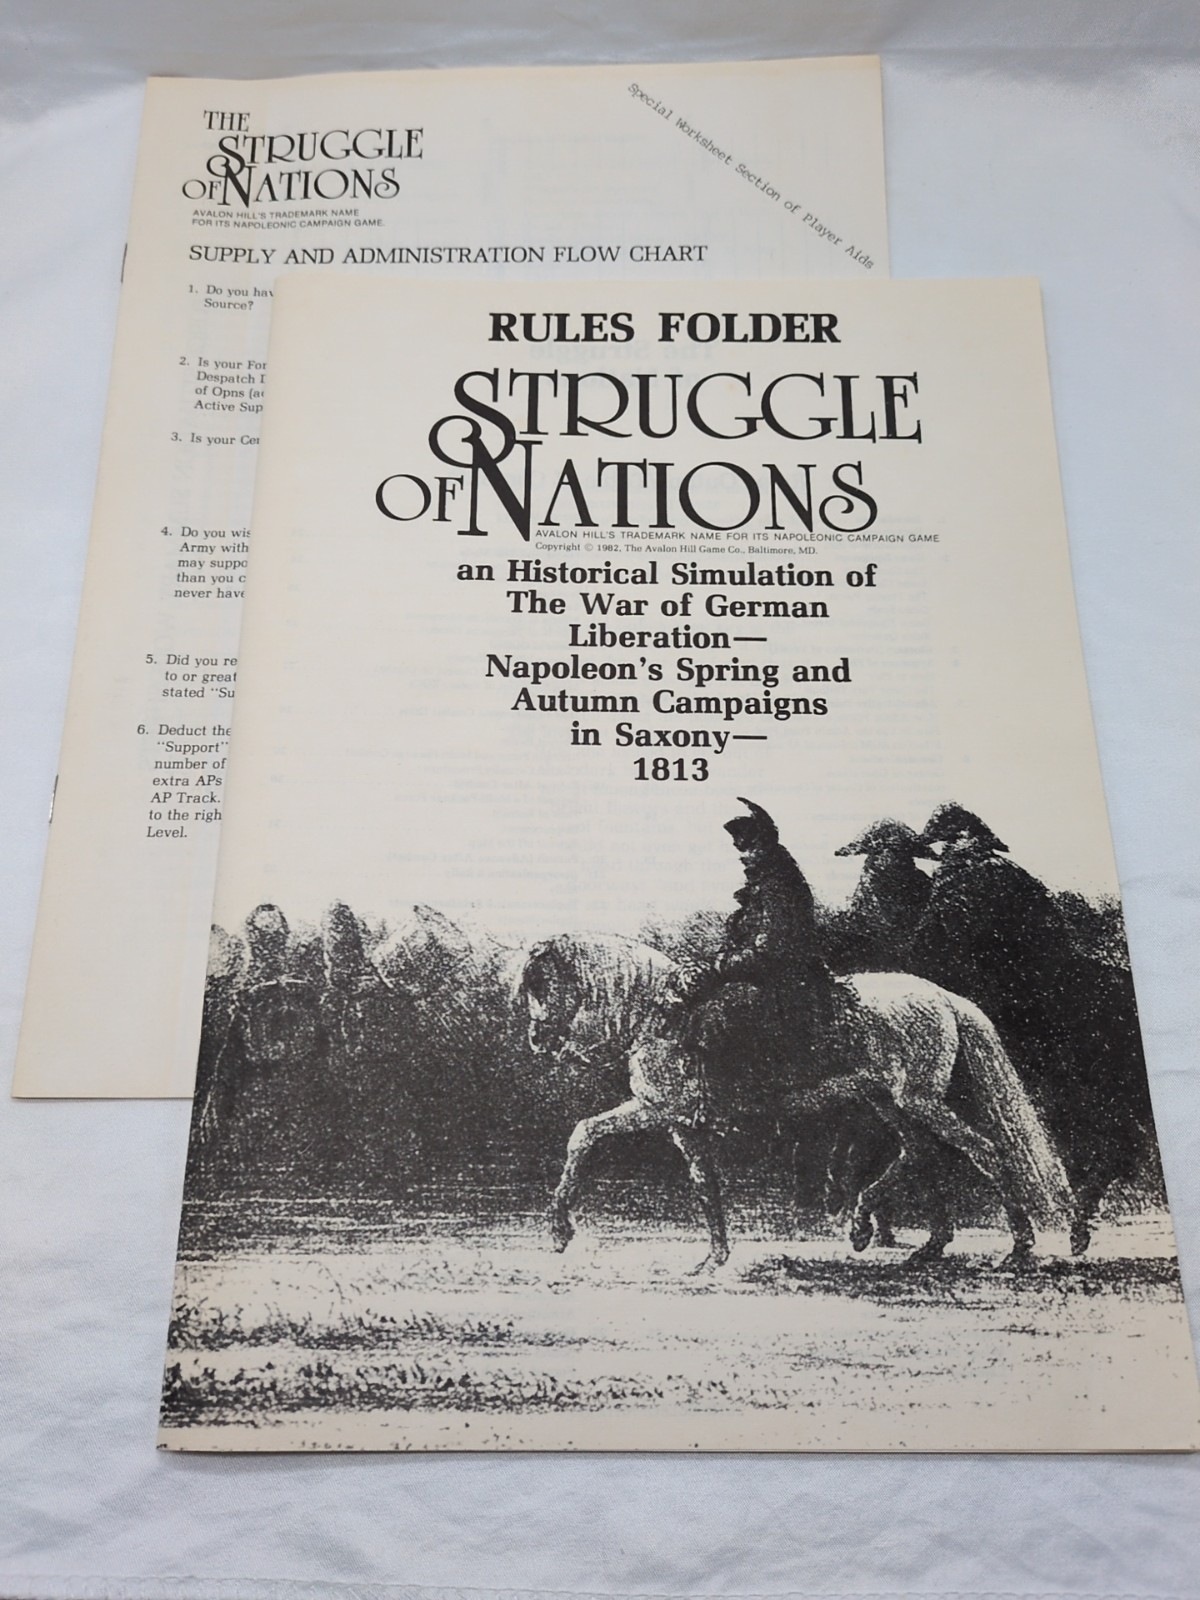 THE
STRUGGLE
OF NATIONS
AVALON HILL'S TRADEMARK NAME
FOR ITS NAPOLEONIC CAMPAIGN GAME.
Special Worksheet Section of Player Aids
SUPPLY AND ADMINISTRATION FLOW CHART
1. Do you hav
Source?
2. Is your For
Despatch
of Opns (a
Active Sup
3. Is your Cen
4. Do you wis
Army with
may suppo
than you c
never have
5. Did you re
to or great
stated "Su
6. Deduct the
"Support"
number of
extra APs
AP Track.
to the righ
Level.
RULES FOLDER
STRUGGLE
OF NATIONS
AVALON HILL'S TRADEMARK NAME FOR ITS NAPOLEONIC CAMPAIGN GAME
Copyright © 1982, The Avalon Hill Game Co., Baltimore, MD.
an Historical Simulation of
The War of German
Liberation—
Napoleon's Spring and
Autumn Campaigns
in Saxony—
1813